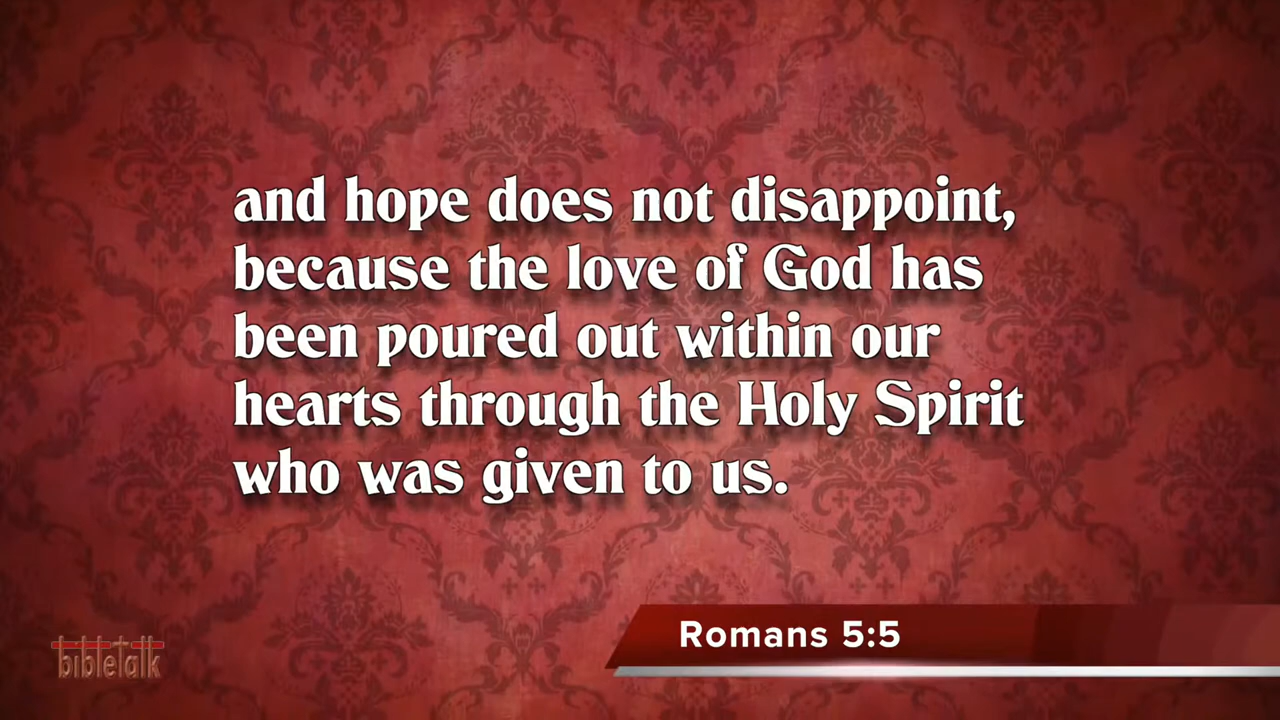 and hope does not disappoint,
because the love of God has
been poured out within our
hearts through the Holy Spirit
who was given to us.
Romans 5:5
bibletalk